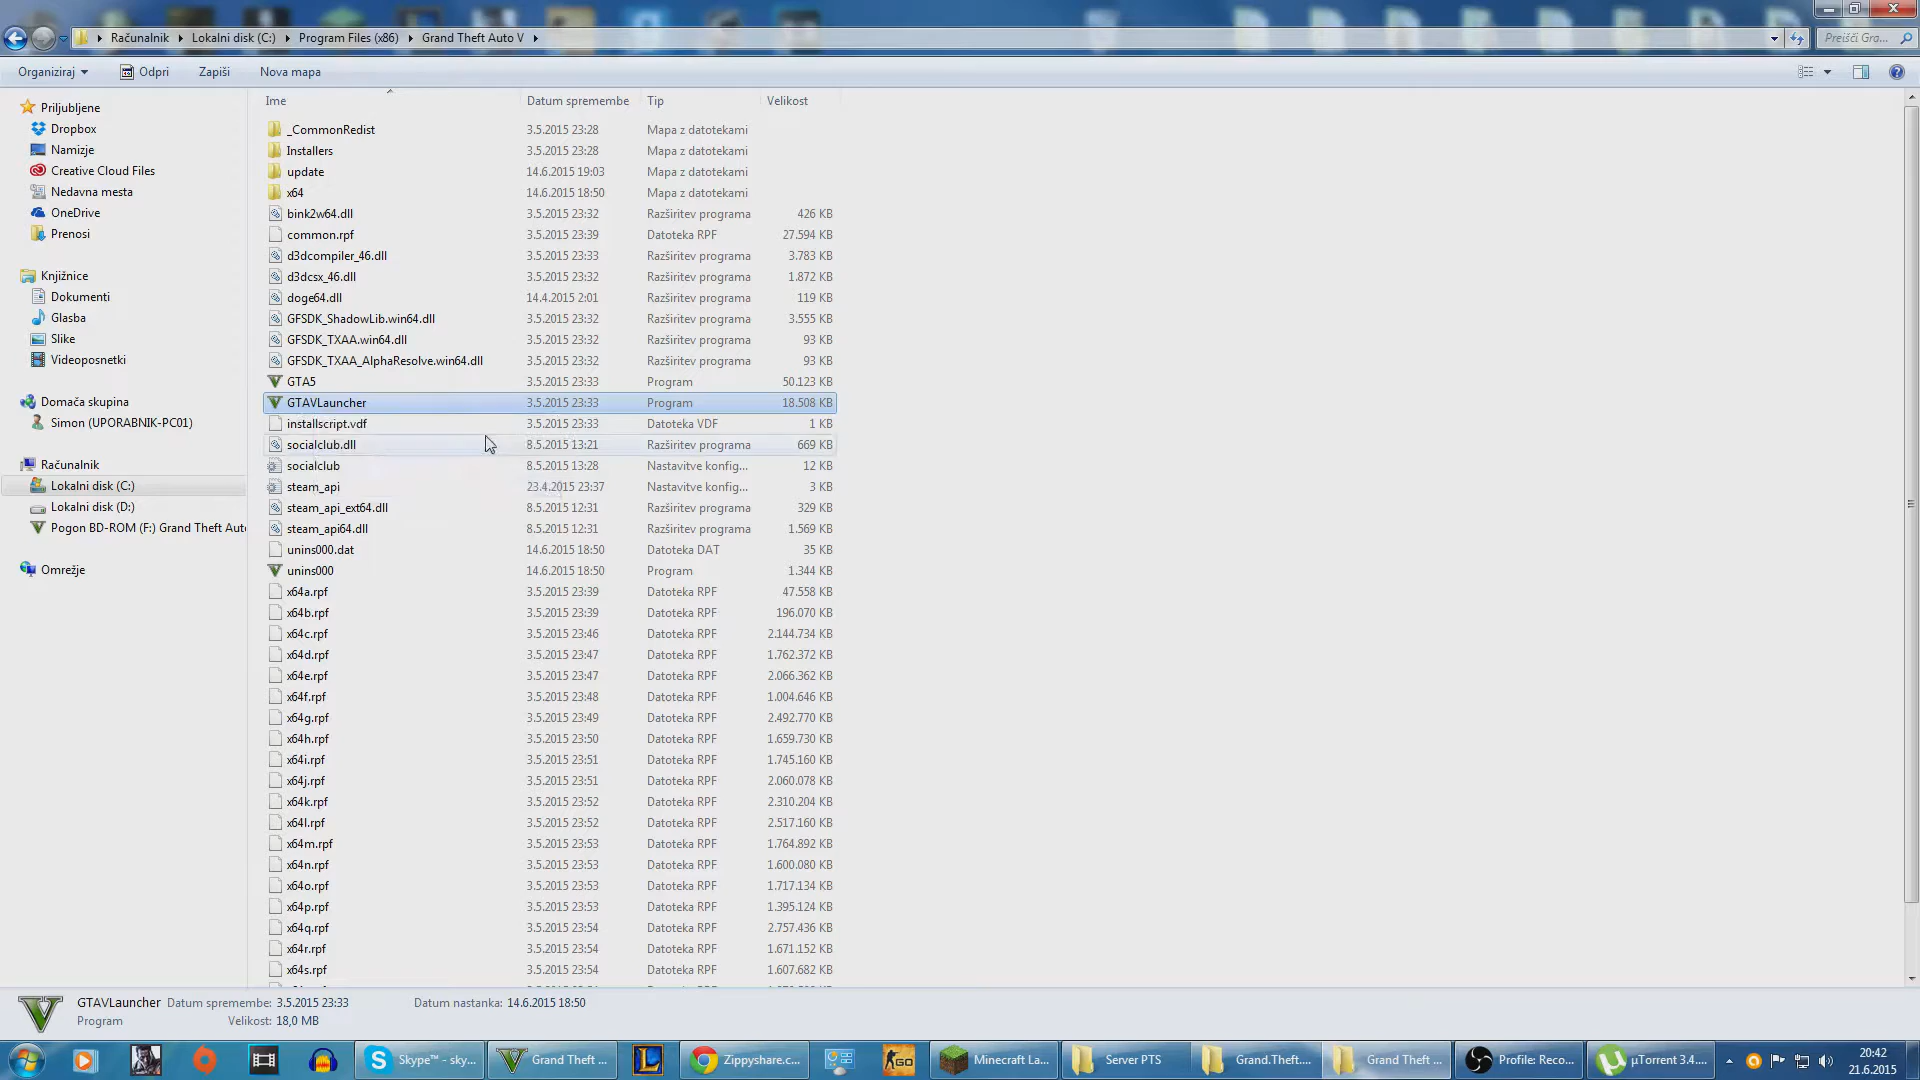 Računalnik Lokalni disk (C:) Program Files (x86) Grand Theft Auto V Preišči Gra...
Organiziraj Odpri Zapiši Nova mapa
Priljubljene
Dropbox
Namizje
Creative Cloud Files
Nedavna mesta
OneDrive
Prenosi
Knjižnice
Dokumenti
Glasba
Slike
Videoposnetki
Domača skupina
Simon (UPORABNIK-PC01)
Računalnik
Lokalni disk (C:)
Lokalni disk (D:)
Pogon BD-ROM (F:) Grand Theft Auto
Omrežje
Ime Datum spremembe Tip Velikost
_CommonRedist 3.5.2015 23:28 Mapa z datotekami
Installers 3.5.2015 23:28 Mapa z datotekami
update 14.6.2015 19:03 Mapa z datotekami
x64 14.6.2015 18:50 Mapa z datotekami
bink2w64.dll 3.5.2015 23:32 Razširitev programa 426 KB
common.rpf 3.5.2015 23:39 Datoteka RPF 27.594 KB
d3dcompiler_46.dll 3.5.2015 23:33 Razširitev programa 3.783 KB
d3dcsx_46.dll 3.5.2015 23:32 Razširitev programa 1.872 KB
doge64.dll 14.4.2015 2:01 Razširitev programa 119 KB
GFSDK_ShadowLib.win64.dll 3.5.2015 23:32 Razširitev programa 3.555 KB
GFSDK_TXAA.win64.dll 3.5.2015 23:32 Razširitev programa 93 KB
GFSDK_TXAA_AlphaResolve.win64.dll 3.5.2015 23:32 Razširitev programa 93 KB
GTA5 3.5.2015 23:33 Program 50.123 KB
GTAVLauncher 3.5.2015 23:33 Program 18.508 KB
installscript.vdf 3.5.2015 23:33 Datoteka VDF 1 KB
socialclub.dll 8.5.2015 13:21 Razširitev programa 669 KB
socialclub 8.5.2015 13:28 Nastavitve konfig... 12 KB
steam_api 23.4.2015 23:37 Nastavitve konfig... 3 KB
steam_api_ext64.dll 8.5.2015 12:31 Razširitev programa 329 KB
steam_api64.dll 8.5.2015 12:31 Razširitev programa 1.569 KB
unins000.dat 14.6.2015 18:50 Datoteka DAT 35 KB
unins000 14.6.2015 18:50 Program 1.344 KB
x64a.rpf 3.5.2015 23:39 Datoteka RPF 47.558 KB
x64b.rpf 3.5.2015 23:39 Datoteka RPF 196.070 KB
x64c.rpf 3.5.2015 23:46 Datoteka RPF 2.144.734 KB
x64d.rpf 3.5.2015 23:47 Datoteka RPF 1.762.372 KB
x64e.rpf 3.5.2015 23:47 Datoteka RPF 2.066.362 KB
x64f.rpf 3.5.2015 23:48 Datoteka RPF 1.004.646 KB
x64g.rpf 3.5.2015 23:49 Datoteka RPF 2.492.770 KB
x64h.rpf 3.5.2015 23:50 Datoteka RPF 1.659.730 KB
x64i.rpf 3.5.2015 23:51 Datoteka RPF 1.745.160 KB
x64j.rpf 3.5.2015 23:51 Datoteka RPF 2.060.078 KB
x64k.rpf 3.5.2015 23:52 Datoteka RPF 2.310.204 KB
x64l.rpf 3.5.2015 23:52 Datoteka RPF 2.517.160 KB
x64m.rpf 3.5.2015 23:53 Datoteka RPF 1.764.892 KB
x64n.rpf 3.5.2015 23:53 Datoteka RPF 1.600.080 KB
x64o.rpf 3.5.2015 23:53 Datoteka RPF 1.717.134 KB
x64p.rpf 3.5.2015 23:53 Datoteka RPF 1.395.124 KB
x64q.rpf 3.5.2015 23:54 Datoteka RPF 2.757.436 KB
x64r.rpf 3.5.2015 23:54 Datoteka RPF 1.671.152 KB
x64s.rpf 3.5.2015 23:54 Datoteka RPF 1.607.682 KB
GTAVLauncher Datum spremembe: 3.5.2015 23:33 Datum nastanka: 14.6.2015 18:50
Program Velikost: 18,0 MB
Skype™ - sky... Grand Theft ... Zippyshare.c... GO Minecraft La... Server PTS Grand.Theft.... Grand Theft ... Profile: Reco... µTorrent 3.4....
20:42
21.6.2015